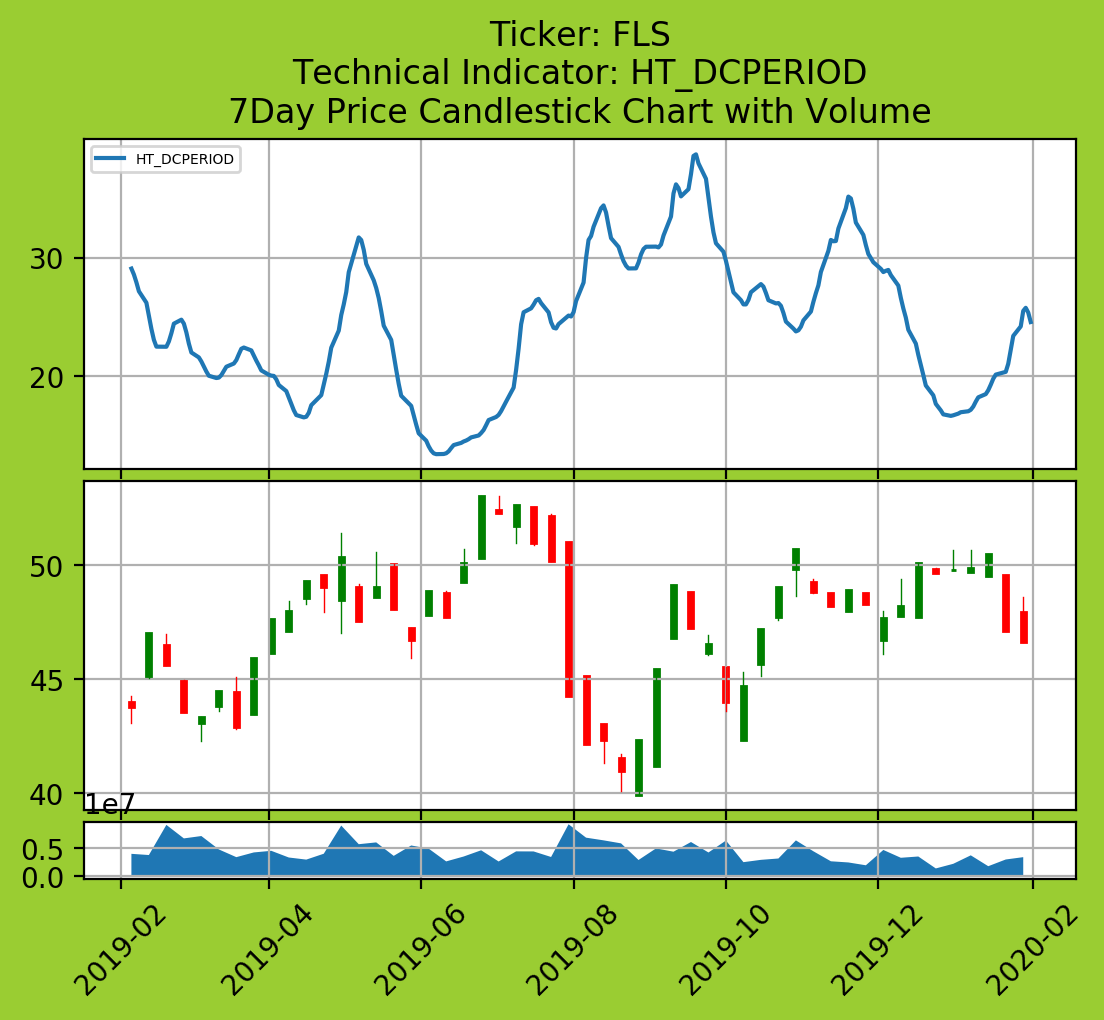 Ticker: FLS
Technical Indicator: HT_DCPERIOD
7Day Price Candlestick Chart with Volume
HT_DCPERIOD
30
20
50
45
40
1e7
0.5
0.0
2019-02
2019-04
2019-06
2019-08
2019-10
2019-12
2020-02